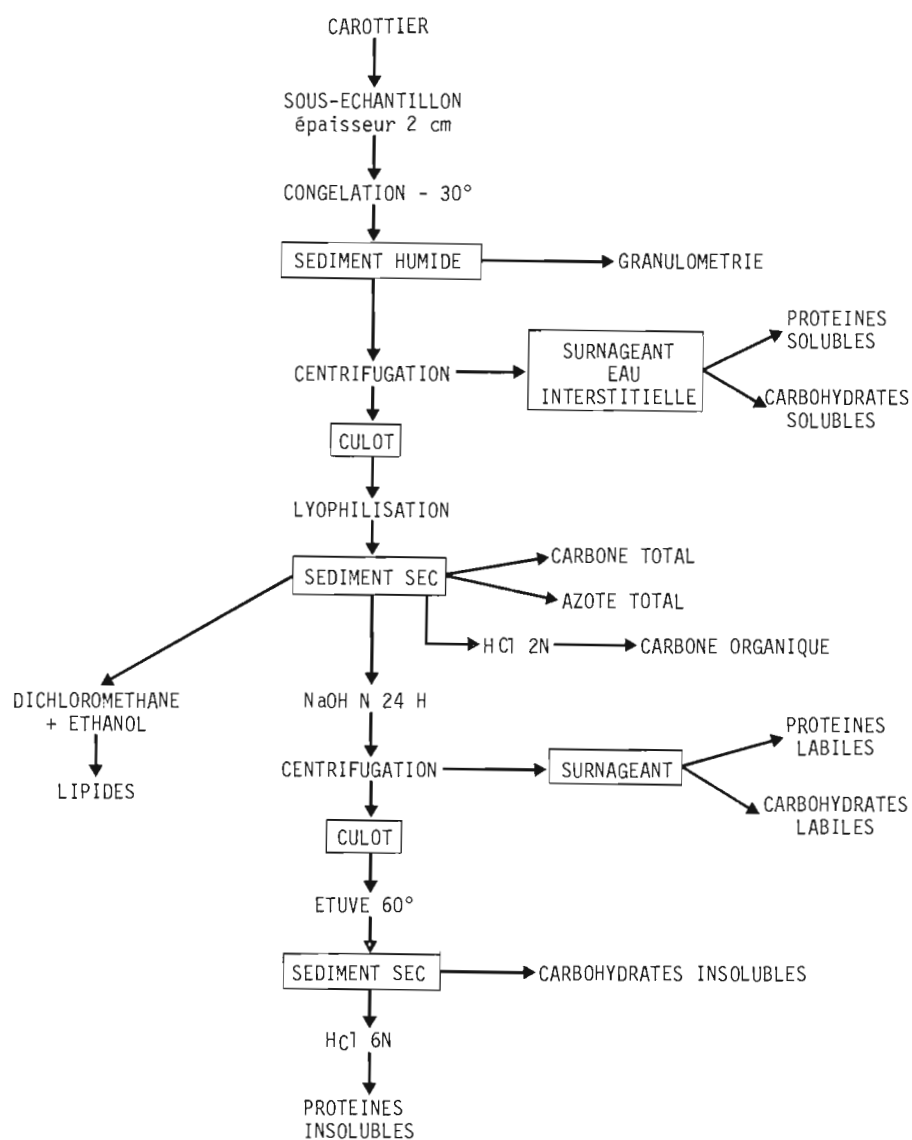 CAROTTIER
SOUS-ECHANTILLON
épaisseur 2 cm
CONGELATION - 30°
SEDIMENT HUMIDE
GRANULOMETRIE
CENTRIFUGATION
SURNAGEANT
EAU
INTERSTITIELLE
PROTEINES
SOLUBLES
CARBOHYDRATES
SOLUBLES
CULOT
LYOPHILISATION
SEDIMENT SEC
CARBONE TOTAL
AZOTE TOTAL
HCl 2N
CARBONE ORGANIQUE
DICHLOROMETHANE
+ ETHANOL
LIPIDES
NaOH N 24 H
CENTRIFUGATION
SURNAGEANT
PROTEINES
LABILES
CARBOHYDRATES
LABILES
CULOT
ETUVE 60°
SEDIMENT SEC
CARBOHYDRATES INSOLUBLES
HCl 6N
PROTEINES
INSOLUBLES